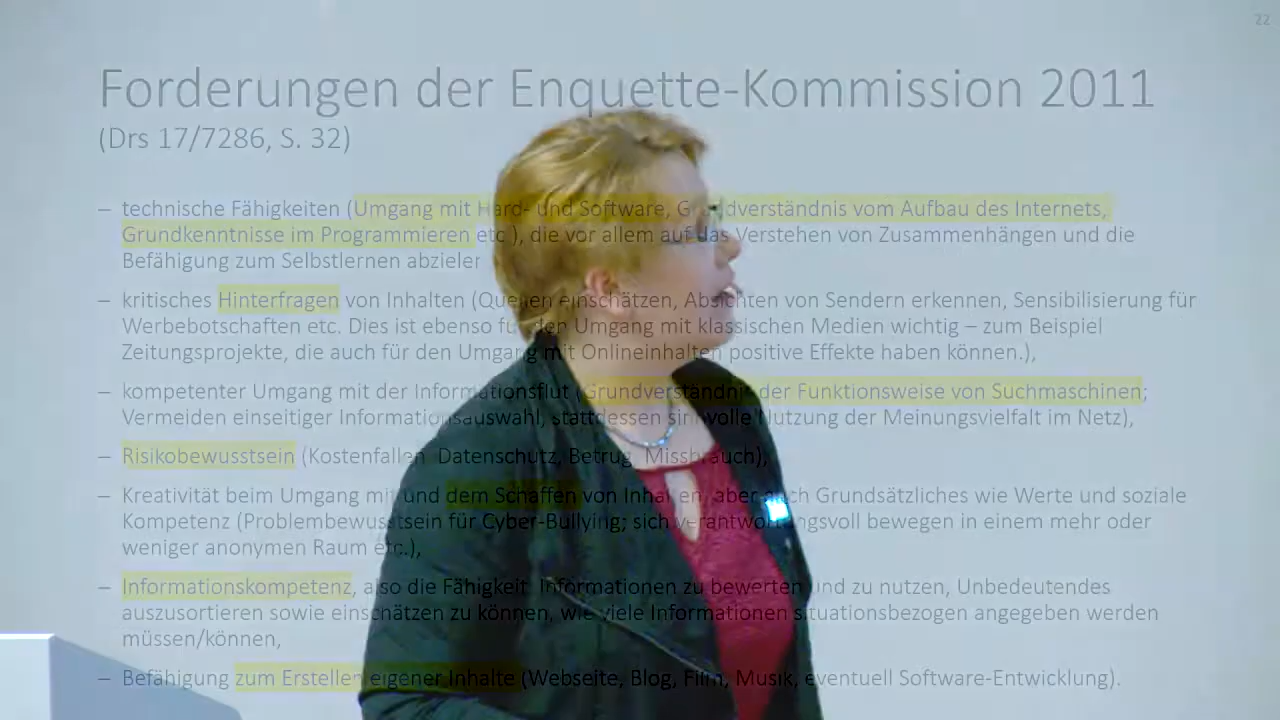 22
Forderungen der Enquette-Kommission 2011
(Drs 17/7286, S. 32)
– technische Fähigkeiten (Umgang mit Hard- und Software, Grundverständnis vom Aufbau des Internets,
Grundkenntnisse im Programmieren etc.), die vor allem auf das Verstehen von Zusammenhängen und die
Befähigung zum Selbstlernen abzielen
– kritisches Hinterfragen von Inhalten (Quellen einschätzen, Absichten von Sendern erkennen, Sensibilisierung für
Werbebotschaften etc. Dies ist ebenso für den Umgang mit klassischen Medien wichtig – zum Beispiel
Zeitungsprojekte, die auch für den Umgang mit Onlineinhalten positive Effekte haben können.),
– kompetenter Umgang mit der Informationsflut (Grundverständnis der Funktionsweise von Suchmaschinen;
Vermeiden einseitiger Informationsauswahl, stattdessen sinnvolle Nutzung der Meinungsvielfalt im Netz),
– Risikobewusstsein (Kostenfallen, Datenschutz, Betrug, Missbrauch),
– Kreativität beim Umgang mit und dem Schaffen von Inhalten, aber auch Grundsätzliches wie Werte und soziale
Kompetenz (Problembewusstsein für Cyber-Bullying; sich verantwortungsvoll bewegen in einem mehr oder
weniger anonymen Raum etc.),
– Informationskompetenz, also die Fähigkeit, Informationen zu bewerten und zu nutzen, Unbedeutendes
auszusortieren sowie einschätzen zu können, wie viele Informationen situationsbezogen angegeben werden
müssen/können,
– Befähigung zum Erstellen eigener Inhalte (Webseite, Blog, Film, Musik, eventuell Software-Entwicklung).